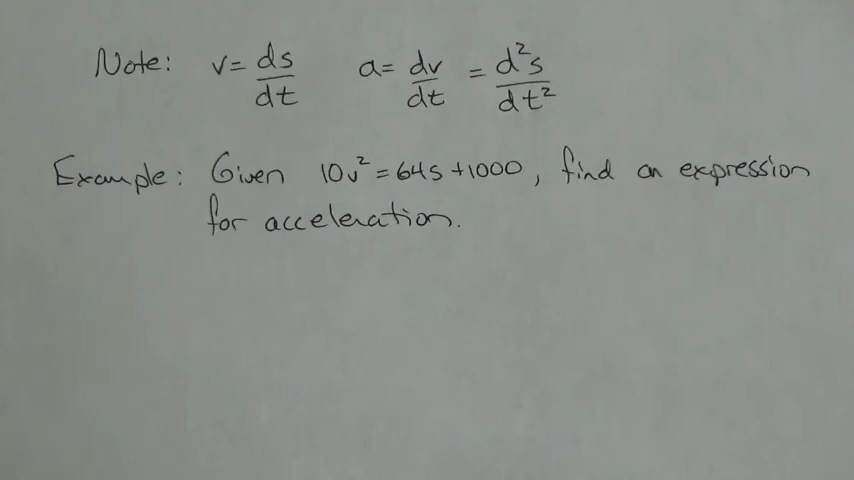 Note: v = ds/dt a = dv/dt = d²s/dt²
Example: Given 10v² = 64s + 1000, find an expression
for acceleration.